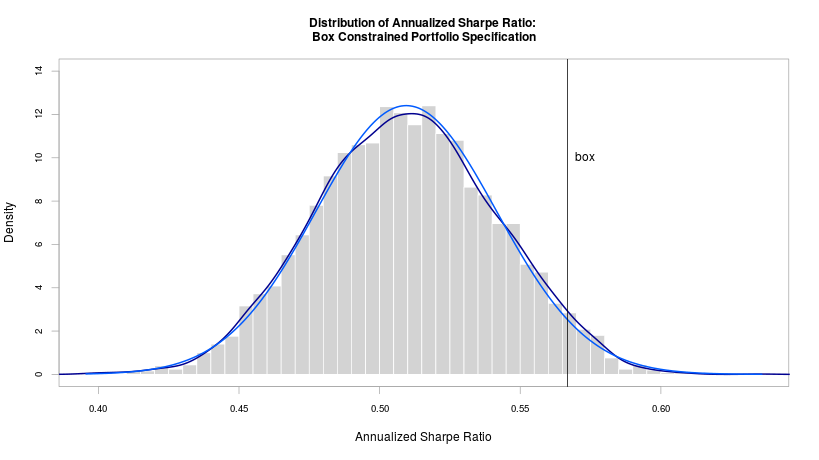 Distribution of Annualized Sharpe Ratio:
Box Constrained Portfolio Specification
14
12
10
8
6
4
2
0
Density
box
0.40 0.45 0.50 0.55 0.60
Annualized Sharpe Ratio